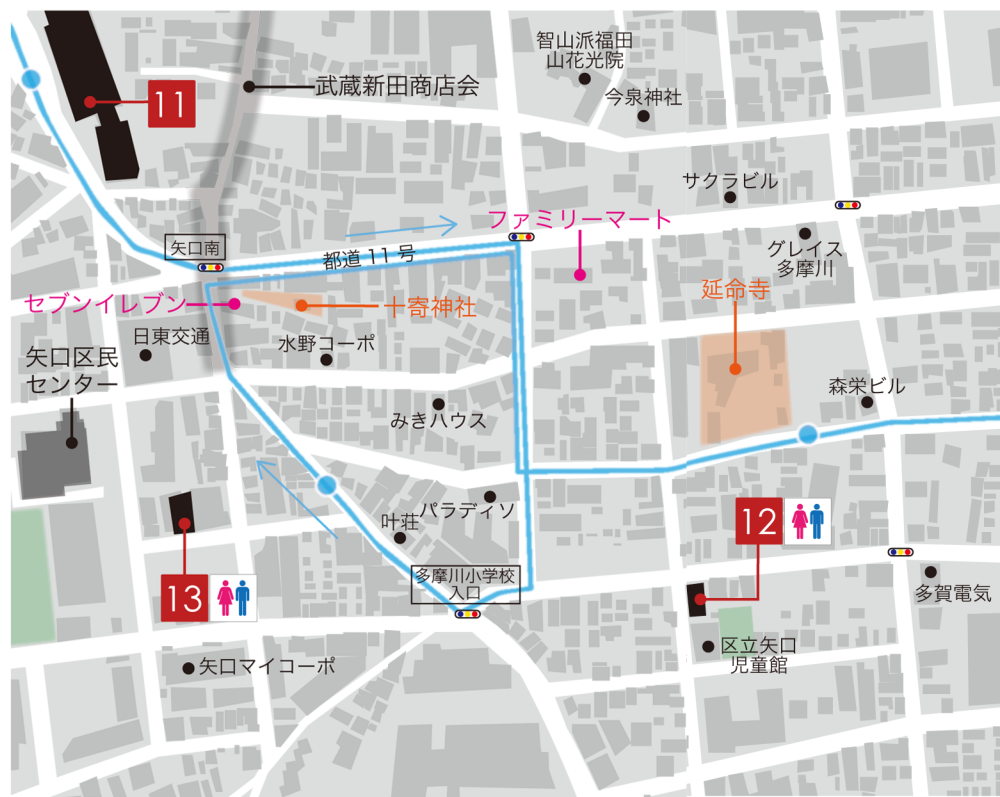 智山派福田
山花光院
武蔵新田商店会
今泉神社
11
サクラビル
ファミリーマート
矢口南
グレイス
多摩川
都道11号
延命寺
セブンイレブン
十寄神社
日東交通
水野コーポ
矢口区民
センター
森栄ビル
みきハウス
パラディソ
叶荘
12
多摩川小学校
入口
13
多賀電気
区立矢口
児童館
矢口マイコーポ